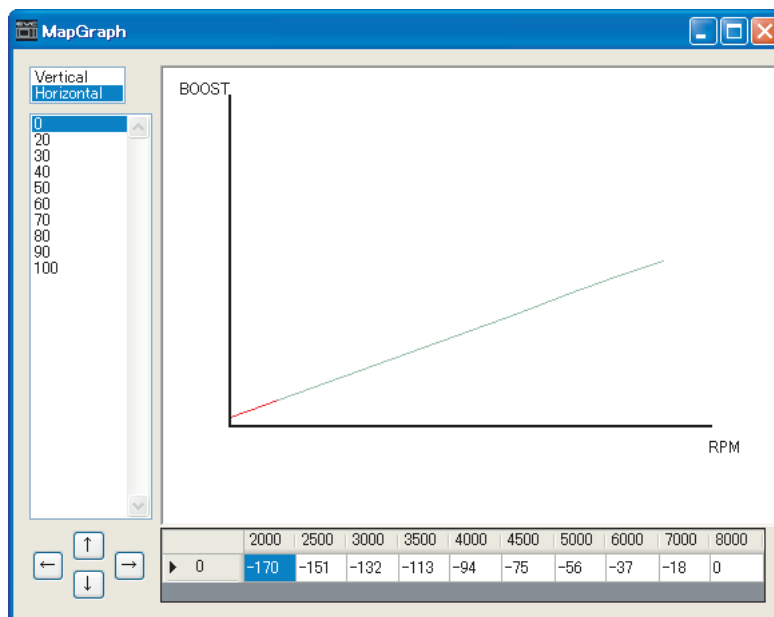 EVC MapGraph
Vertical
Horizontal
0
20
30
40
50
60
70
80
90
100
BOOST
RPM
↑
← →
↓
2000 2500 3000 3500 4000 4500 5000 6000 7000 8000
0 -170 -151 -132 -113 -94 -75 -56 -37 -18 0